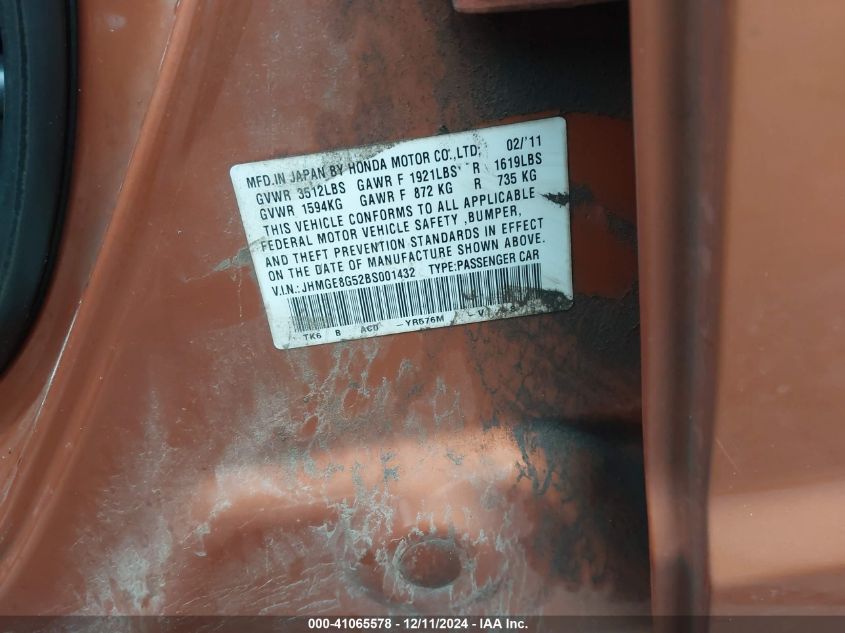 MFD.IN JAPAN BY HONDA MOTOR CO.,LTD; 02/'11
GVWR 3512LBS GAWR F 1921LBS R 1619LBS
GVWR 1594KG GAWR F 872 KG R 735 KG
THIS VEHICLE CONFORMS TO ALL APPLICABLE
FEDERAL MOTOR VEHICLE SAFETY ,BUMPER,
AND THEFT PREVENTION STANDARDS IN EFFECT
ON THE DATE OF MANUFACTURE SHOWN ABOVE.
V.I.N.: JHMGE8G52BS001432 TYPE:PASSENGER CAR
TK6 B ACD -YR576M -V
000-41065578 - 12/11/2024 - IAA Inc.